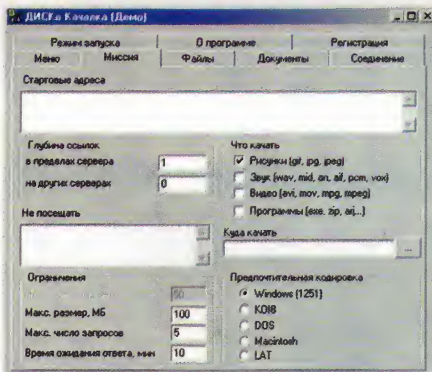 ДИСКа Качалка (Демо)
Режим запуска О программе Регистрация
Меню Миссия Файлы Документы Соединение
Стартовые адреса
Глубина ссылок
в пределах сервера 1
на других серверах 0
Что качать
Рисунки (gif, jpg, jpeg)
Звук (wav, mid, an, aif, pcm, vox)
Видео (avi, mov, mpg, mpeg)
Программы (exe, zip, arj...)
Не посещать
Куда качать
...
Ограничения
50
Макс. размер, МБ 100
Макс. число запросов 5
Время ожидания ответа, мин 10
Предпочтительная кодировка
Windows (1251)
KOI8
DOS
Macintosh
LAT